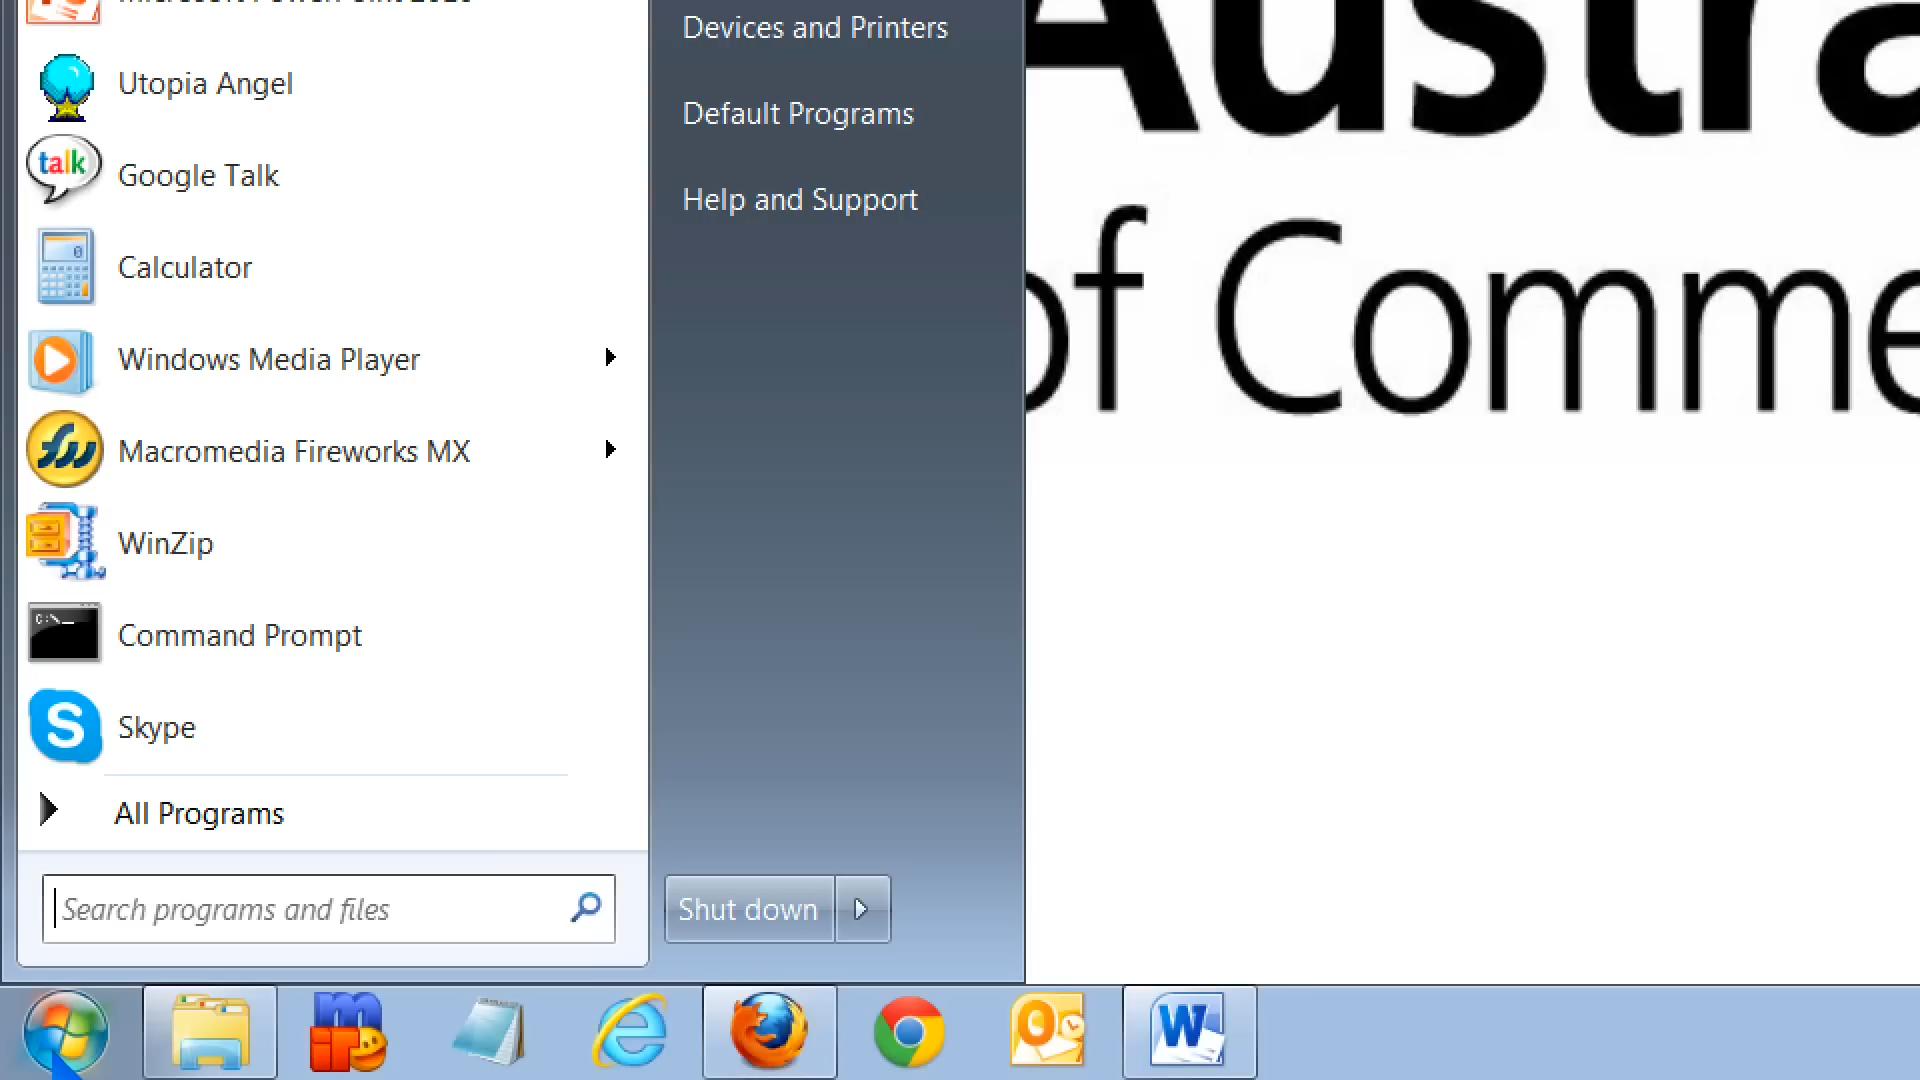 Utopia Angel
talk
Google Talk
0
Calculator
Windows Media Player
Macromedia Fireworks MX
WinZip
C:\_
Command Prompt
S
Skype
All Programs
Search programs and files
Devices and Printers
Default Programs
Help and Support
Shut down
of Comme
m
W